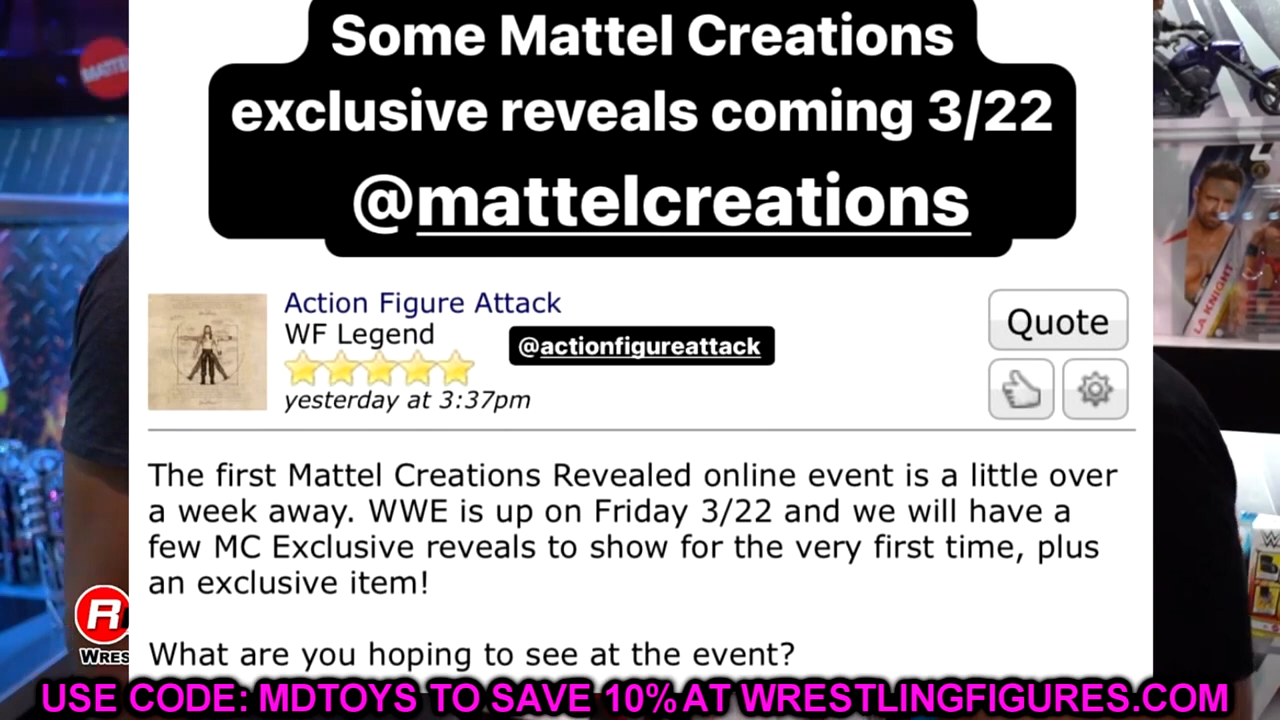 Some Mattel Creations
exclusive reveals coming 3/22
@mattelcreations
Action Figure Attack
WF Legend
@actionfigureattack
yesterday at 3:37pm
Quote
The first Mattel Creations Revealed online event is a little over
a week away. WWE is up on Friday 3/22 and we will have a
few MC Exclusive reveals to show for the very first time, plus
an exclusive item!
What are you hoping to see at the event?
LA KNIGHT
MATTE
R
WRES
W
USE CODE: MDTOYS TO SAVE 10% AT WRESTLINGFIGURES.COM